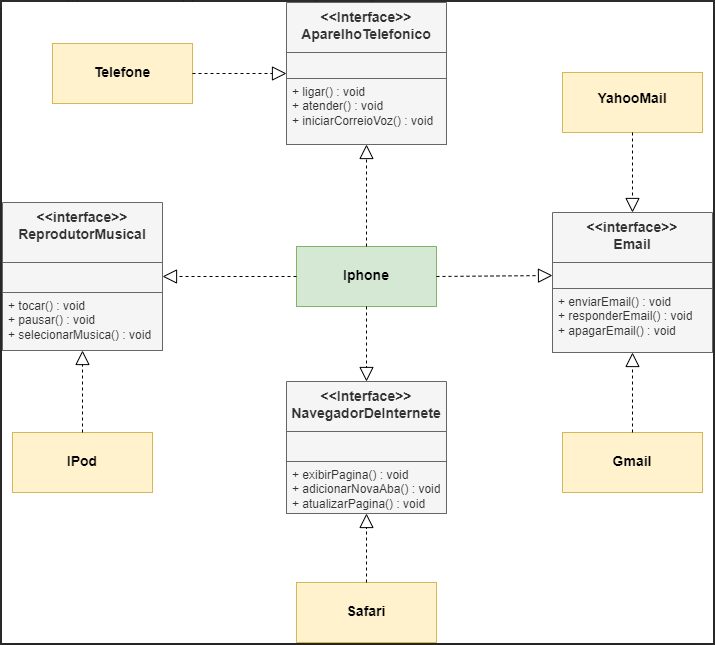 <<Interface>>
AparelhoTelefonico
+ ligar() : void
+ atender() : void
+ iniciarCorreioVoz() : void
Telefone
YahooMail
<<interface>>
ReprodutorMusical
+ tocar() : void
+ pausar() : void
+ selecionarMusica() : void
Iphone
<<interface>>
Email
+ enviarEmail() : void
+ responderEmail() : void
+ apagarEmail() : void
<<Interface>>
NavegadorDeInternete
+ exibirPagina() : void
+ adicionarNovaAba() : void
+ atualizarPagina() : void
IPod
Gmail
Safari